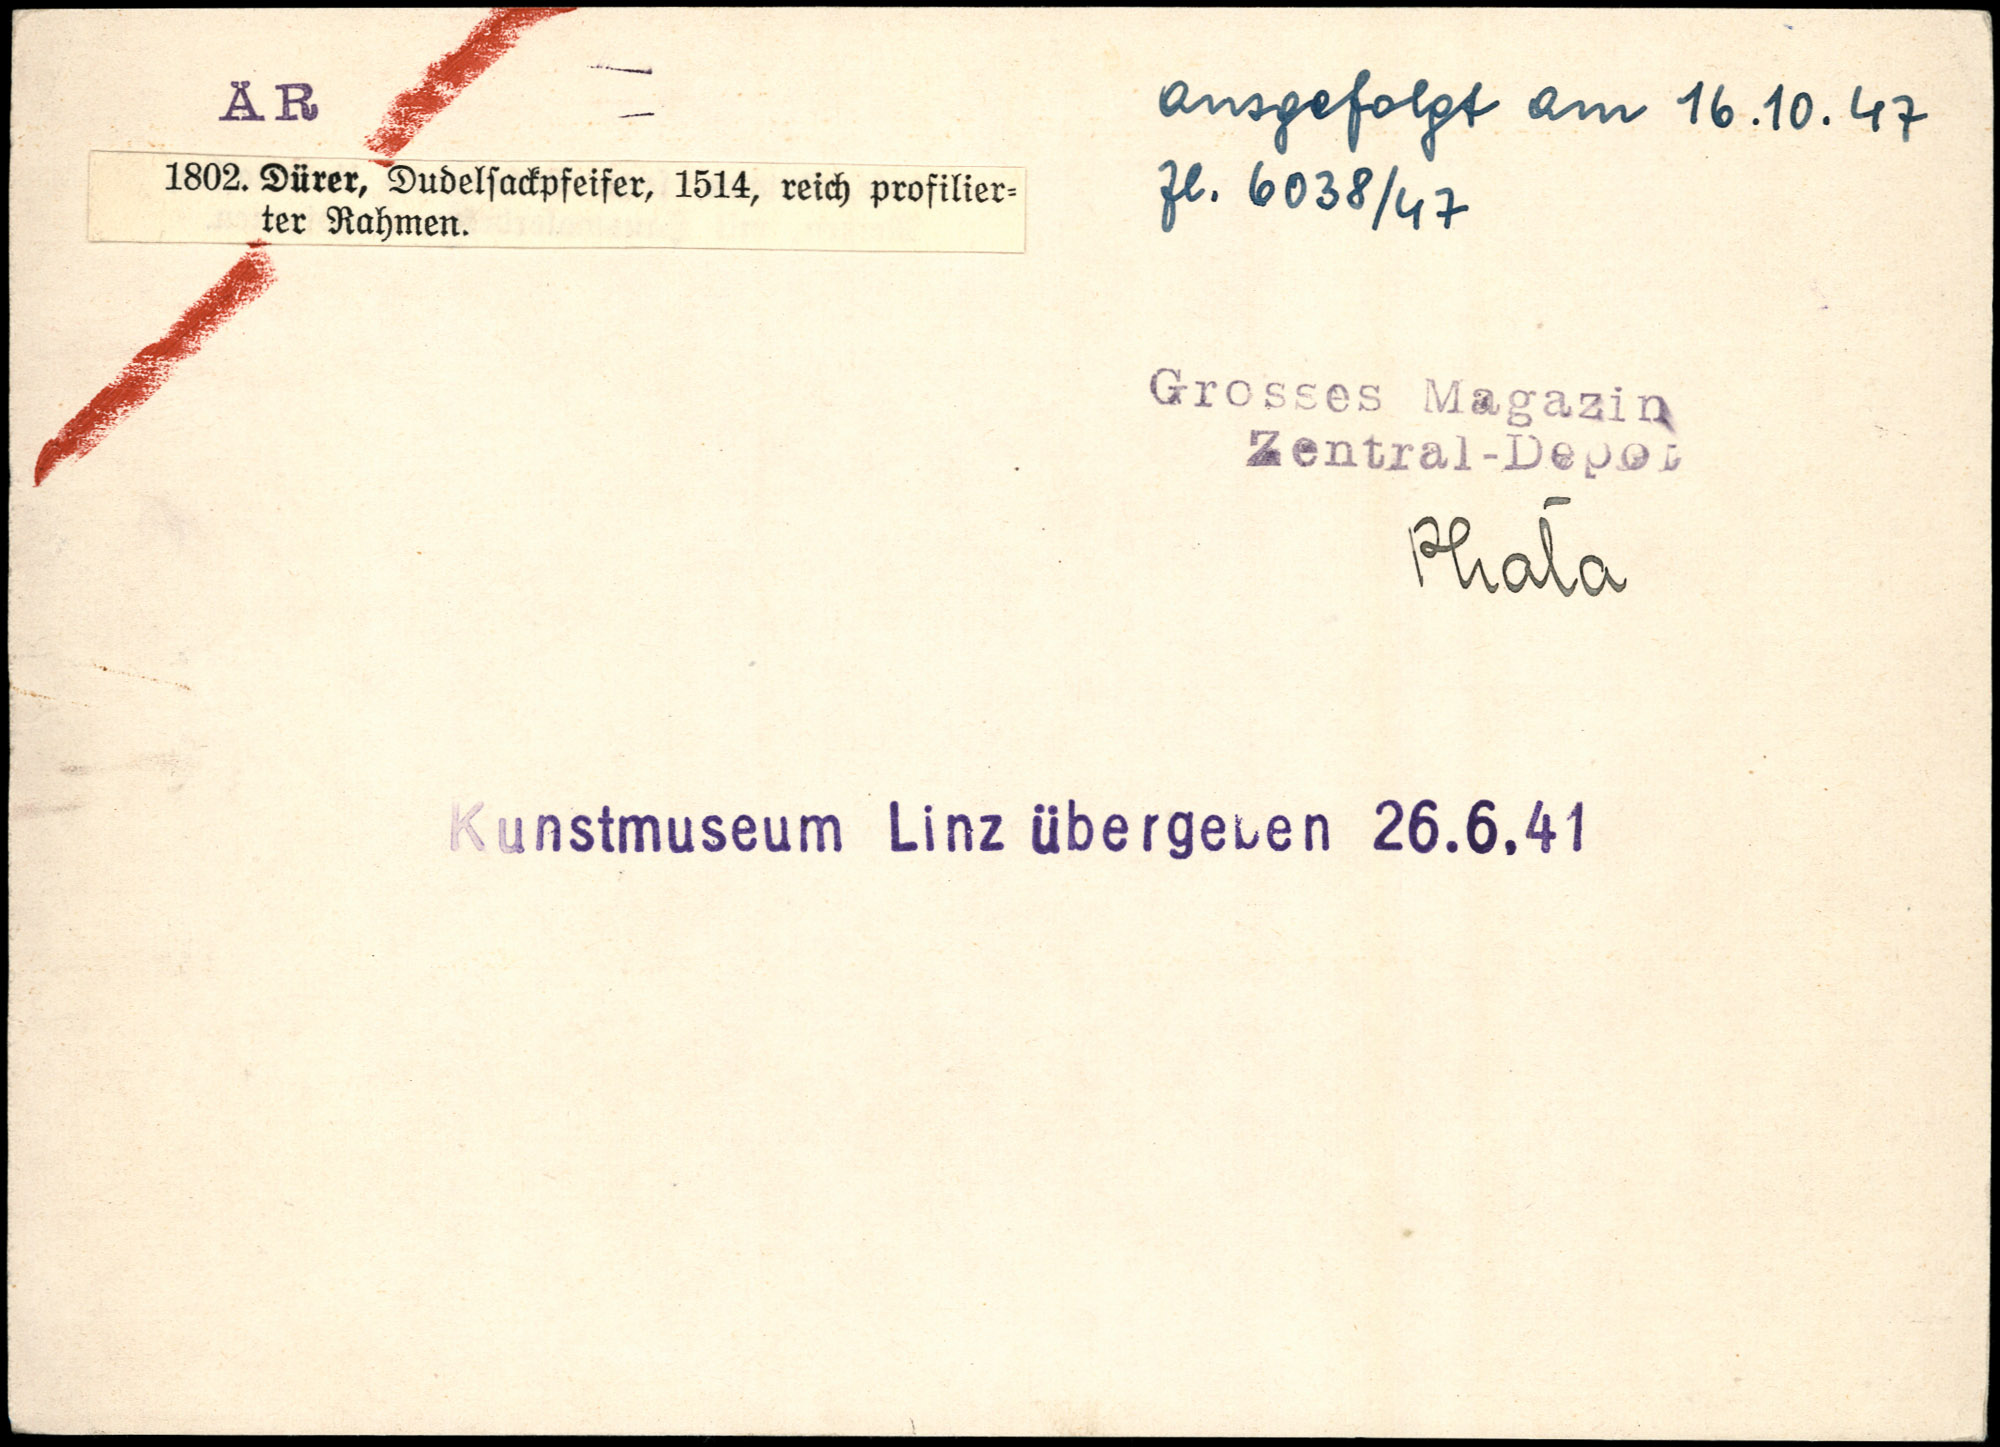 ÄR
1802. Dürer, Dudelsackpfeifer, 1514, reich profilier=
ter Rahmen.
ausgefolgt am 16.10.47
Zl. 6038/47
Grosses Magazin
Zentral-Depot
Kunstmuseum Linz übergeben 26.6.41